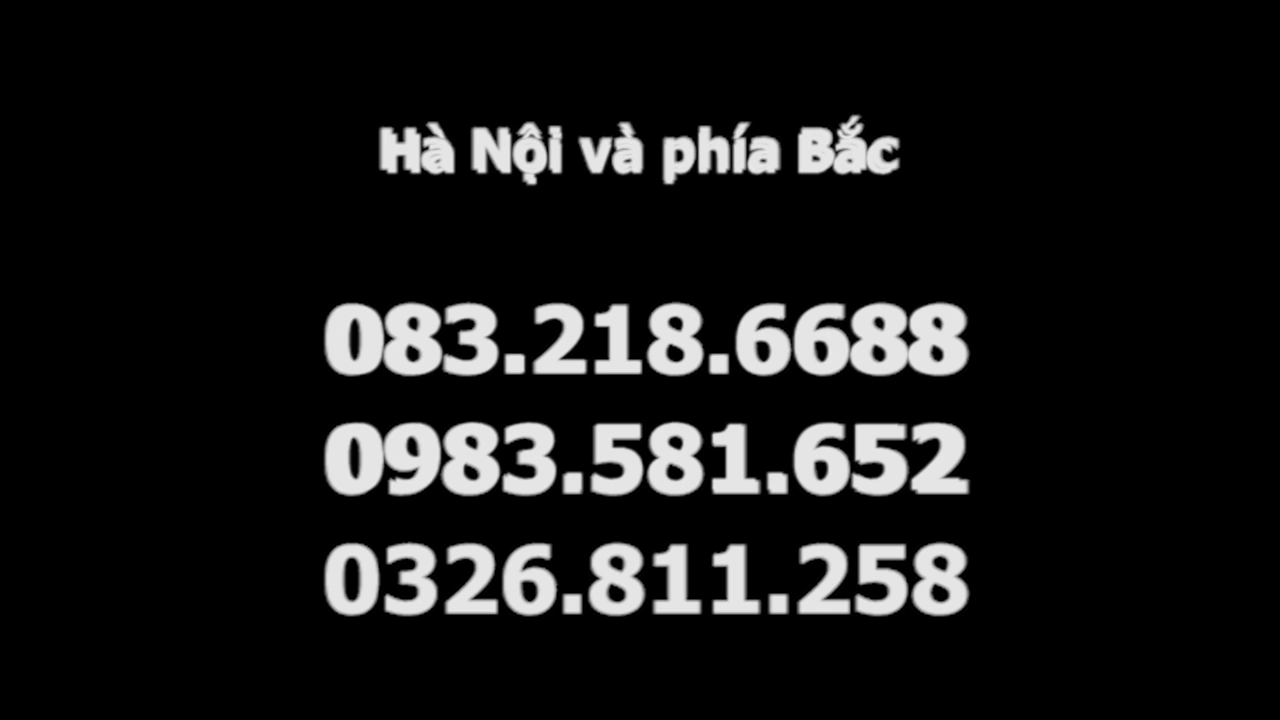 Hà Nội và phía Bắc
083.218.6688
0983.581.652
0326.811.258